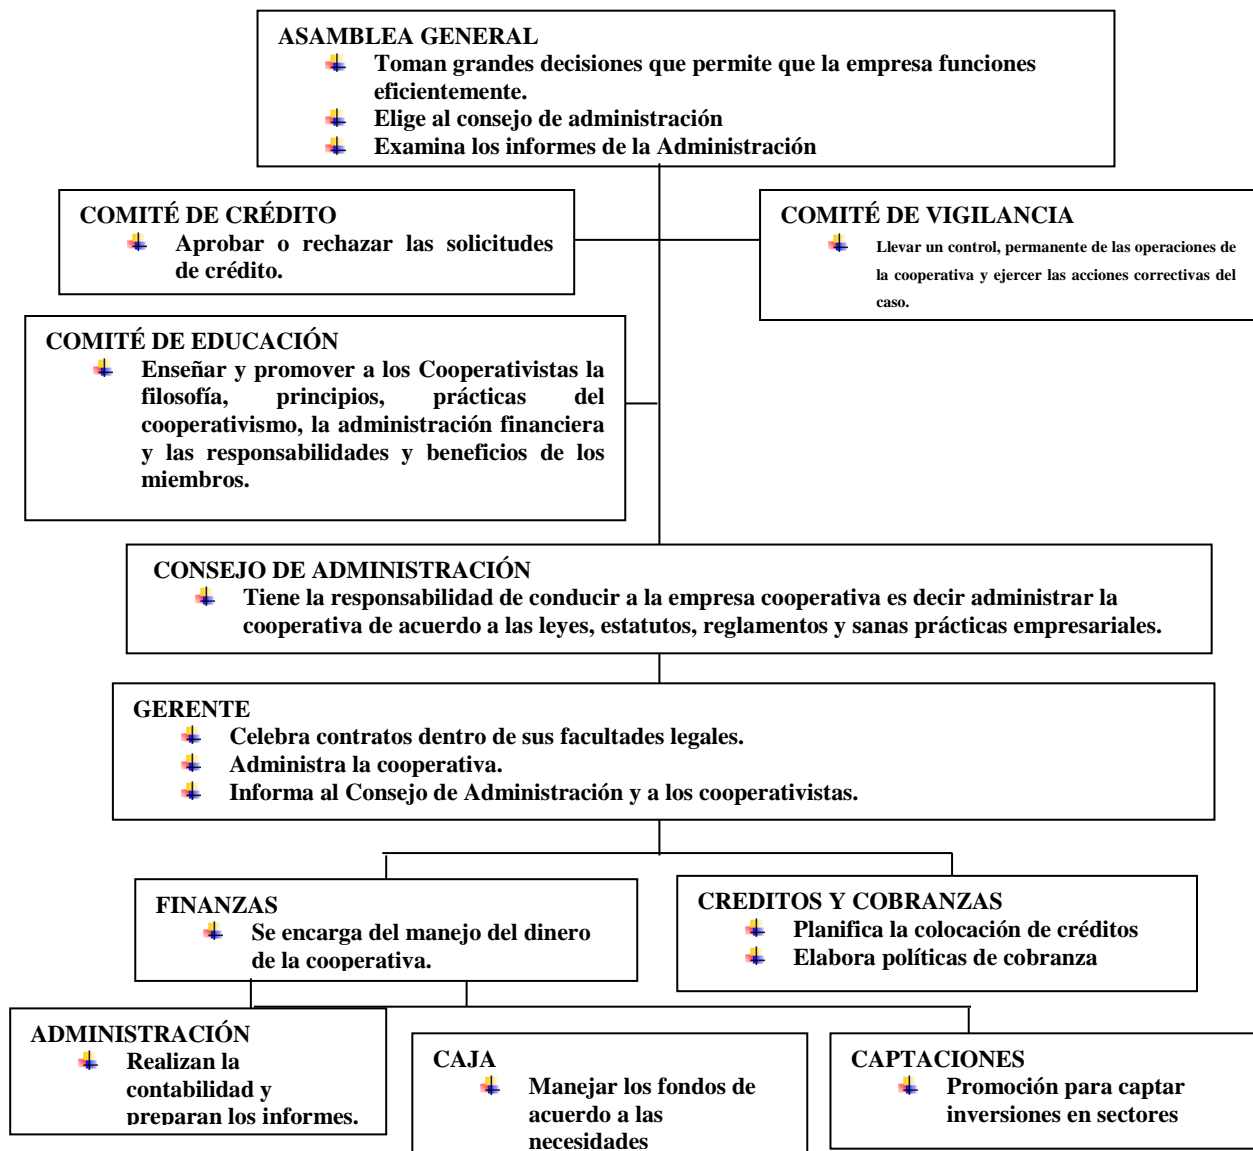 ASAMBLEA GENERAL
Toman grandes decisiones que permite que la empresa funciones
eficientemente.
Elige al consejo de administración
Examina los informes de la Administración
COMITÉ DE CRÉDITO
Aprobar o rechazar las solicitudes
de crédito.
COMITÉ DE VIGILANCIA
Llevar un control, permanente de las operaciones de
la cooperativa y ejercer las acciones correctivas del
caso.
COMITÉ DE EDUCACIÓN
Enseñar y promover a los Cooperativistas la
filosofía, principios, prácticas del
cooperativismo, la administración financiera
y las responsabilidades y beneficios de los
miembros.
CONSEJO DE ADMINISTRACIÓN
Tiene la responsabilidad de conducir a la empresa cooperativa es decir administrar la
cooperativa de acuerdo a las leyes, estatutos, reglamentos y sanas prácticas empresariales.
GERENTE
Celebra contratos dentro de sus facultades legales.
Administra la cooperativa.
Informa al Consejo de Administración y a los cooperativistas.
FINANZAS
Se encarga del manejo del dinero
de la cooperativa.
CREDITOS Y COBRANZAS
Planifica la colocación de créditos
Elabora políticas de cobranza
ADMINISTRACIÓN
Realizan la
contabilidad y
preparan los informes.
CAJA
Manejar los fondos de
acuerdo a las
necesidades
CAPTACIONES
Promoción para captar
inversiones en sectores